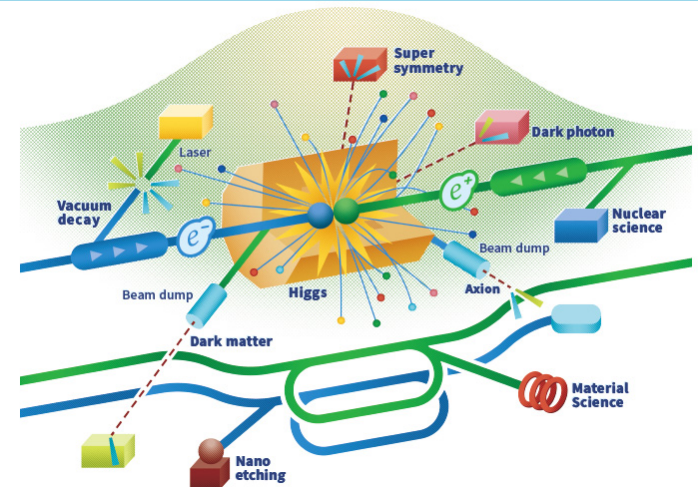 Super
symmetry
Dark photon
Laser
Vacuum
decay
e⁺
e⁻
Nuclear
science
Beam dump
Axion
Higgs
Beam dump
Dark matter
Material
Science
Nano
etching